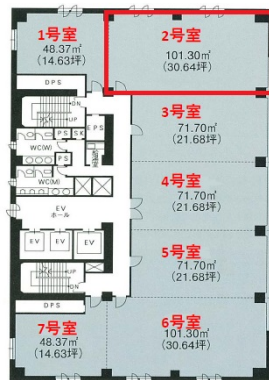 1号室
48.37㎡
(14.63坪)
2号室
101.30㎡
(30.64坪)
DPS
DN
UP
EPS
PS
SK
WC(W)
PS
WC(M)
3号室
71.70㎡
(21.68坪)
4号室
71.70㎡
(21.68坪)
EV
ホール
EV
EV
EV
5号室
71.70㎡
(21.68坪)
UP
DN
DPS
7号室
48.37㎡
(14.63坪)
6号室
101.30㎡
(30.64坪)